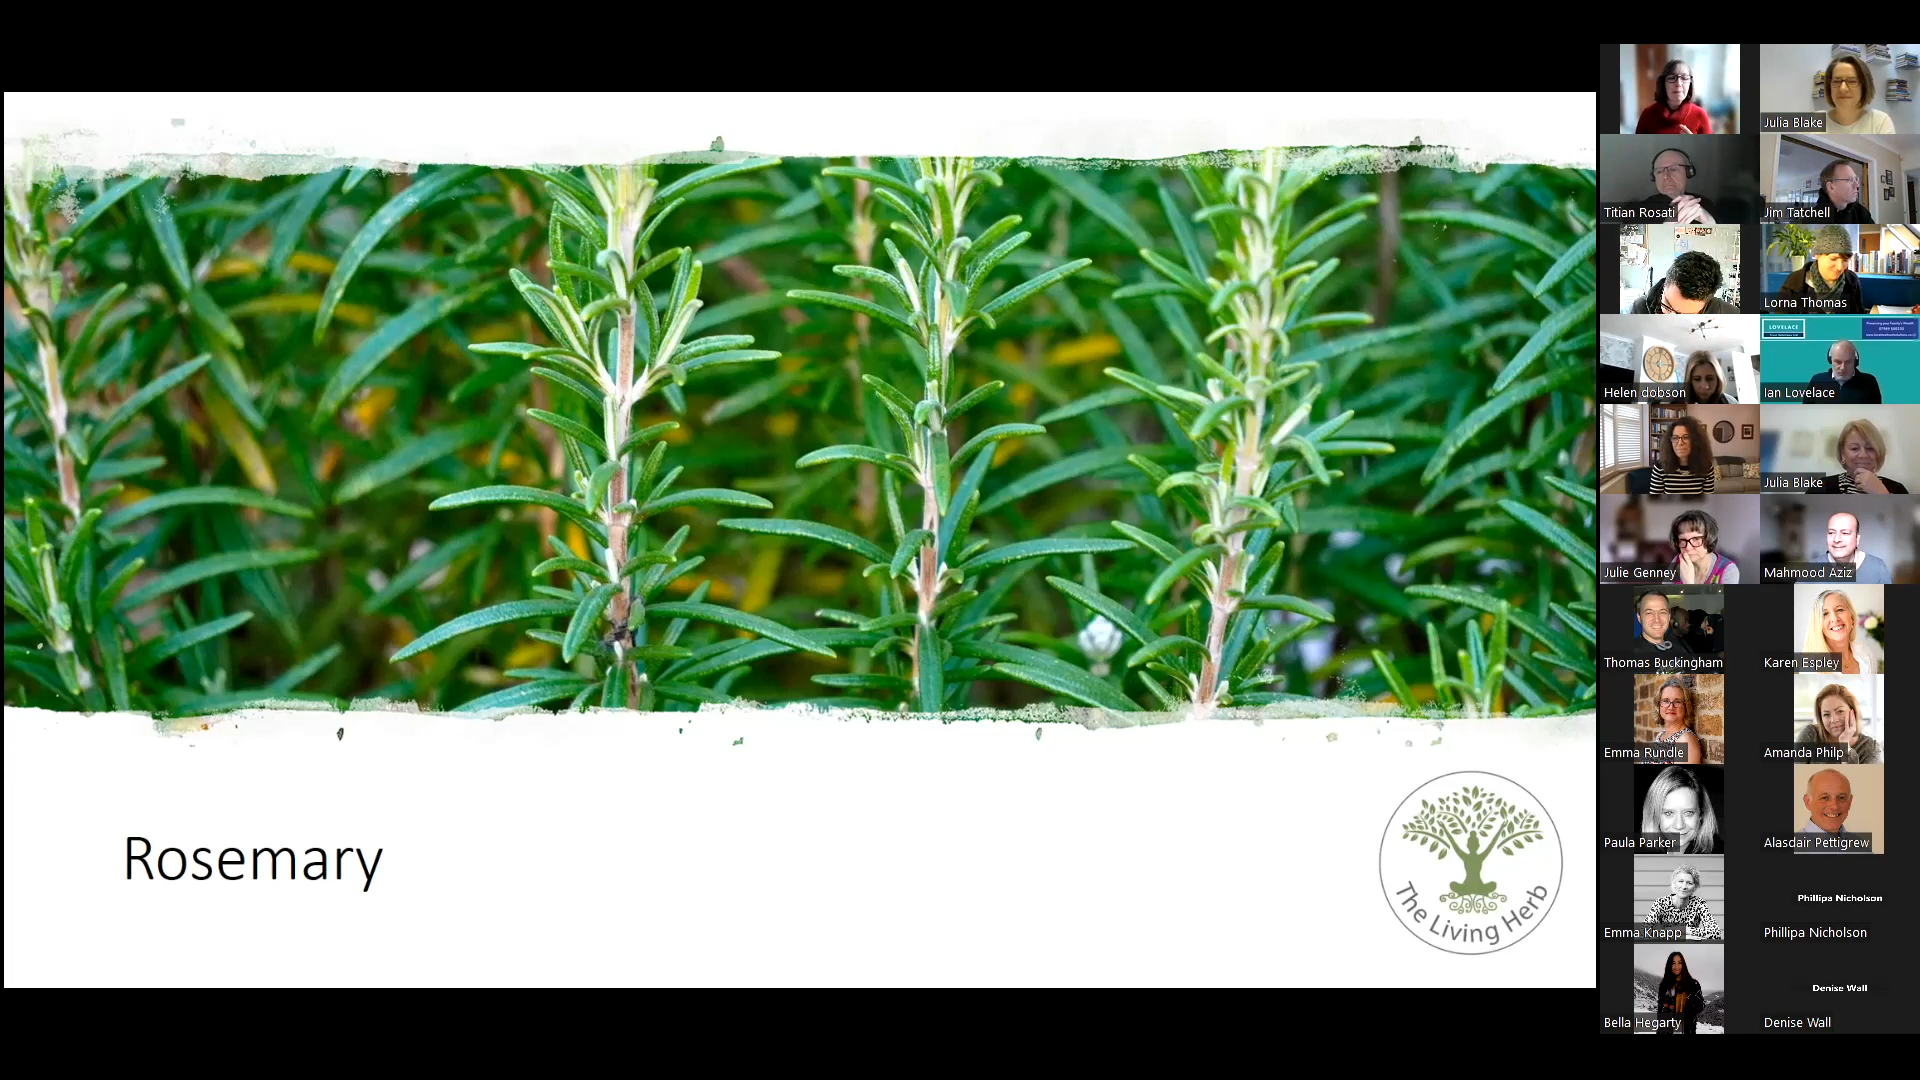 Rosemary
The Living Herb
Julia Blake
Titian Rosati
Jim Tatchell
Lorna Thomas
Helen dobson
LOVELACE
Ian Lovelace
Julia Blake
Julie Genney
Mahmood Aziz
Thomas Buckingham
Karen Espley
Emma Rundle
Amanda Philp
Paula Parker
Alasdair Pettigrew
Emma Knapp
Phillipa Nicholson
Phillipa Nicholson
Bella Hegarty
Denise Wall
Denise Wall